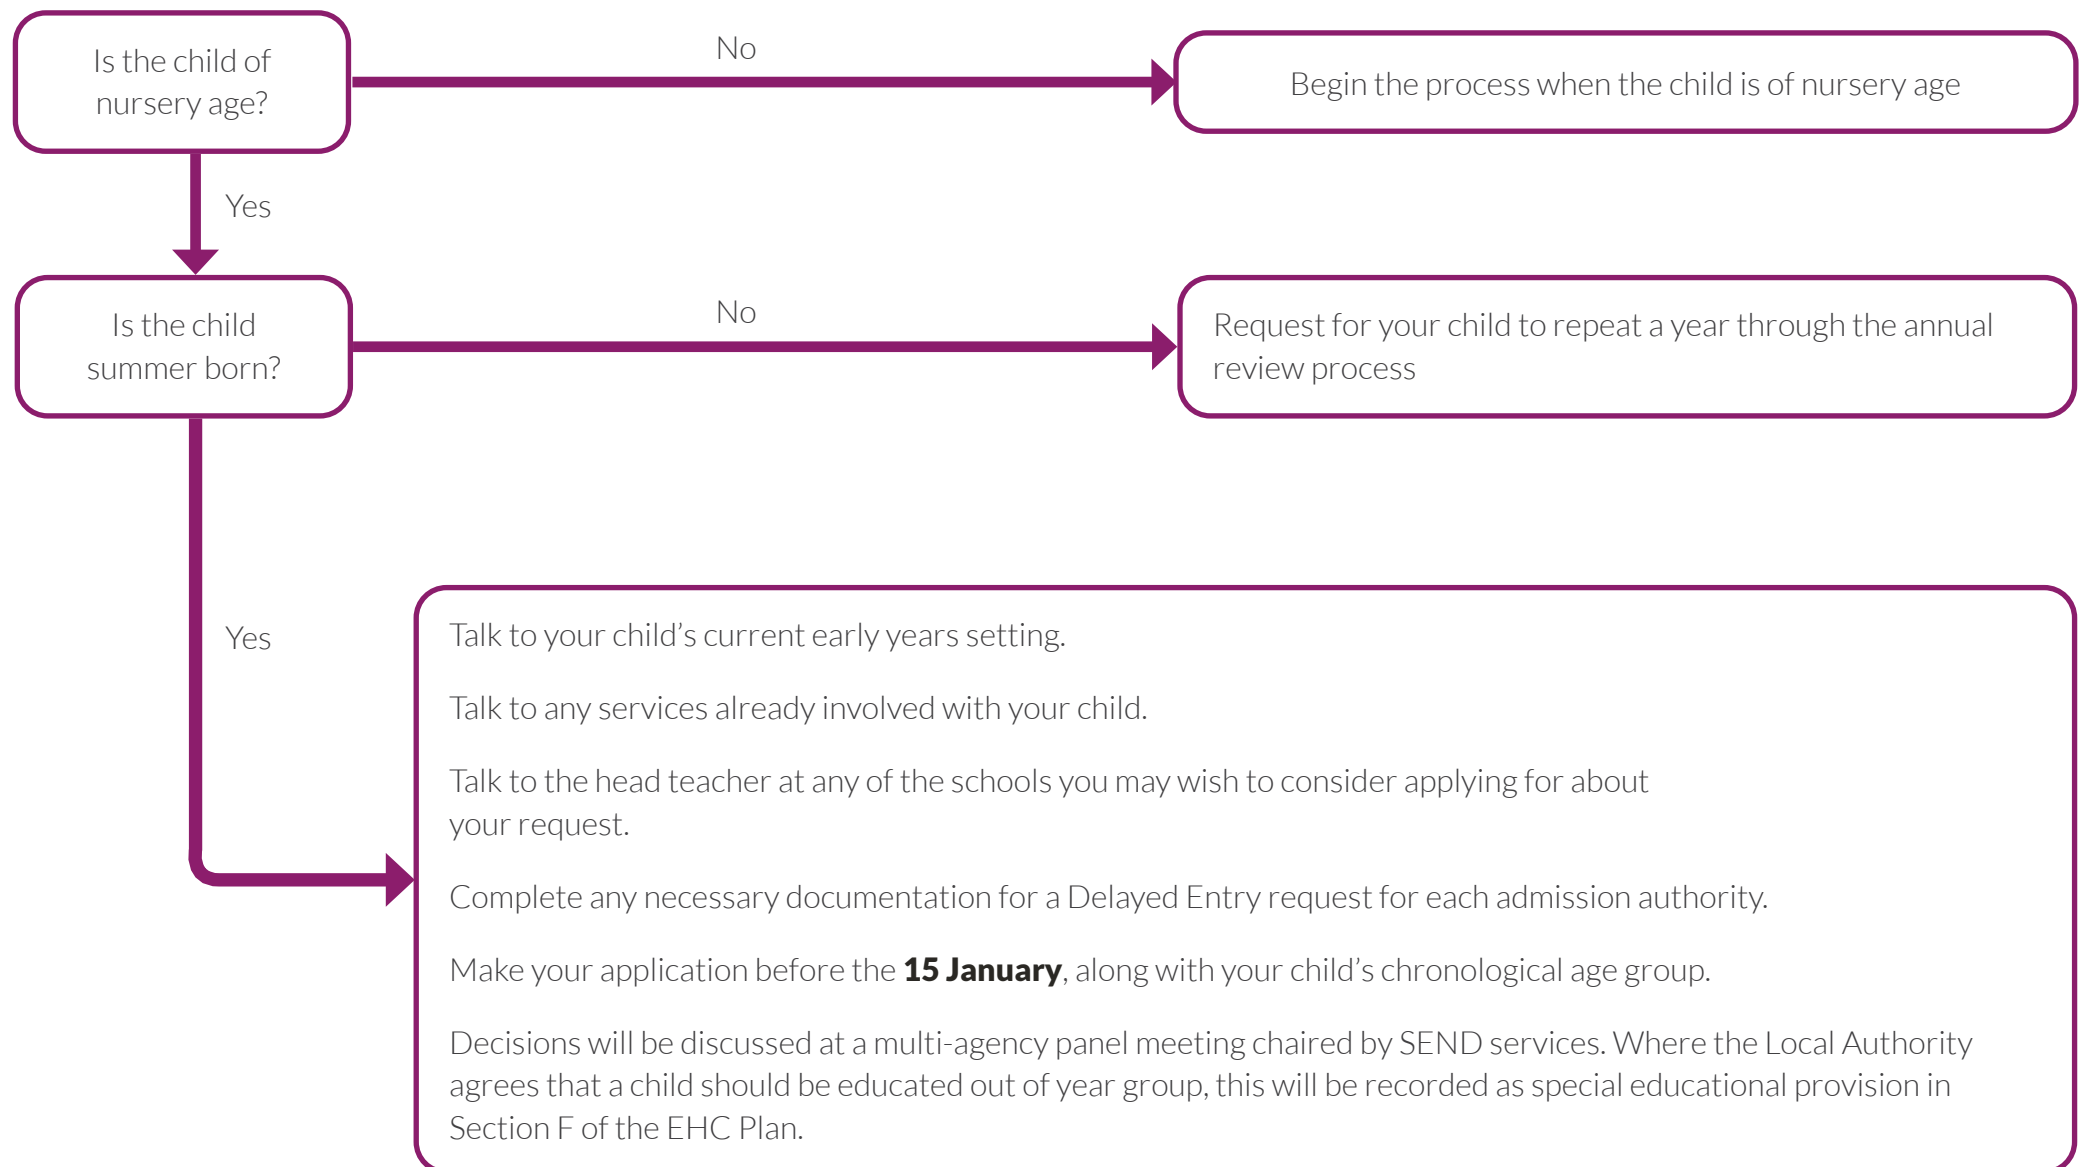 Is the child of
nursery age?
No
Begin the process when the child is of nursery age
Yes
Is the child
summer born?
No
Request for your child to repeat a year through the annual
review process
Yes
Talk to your child's current early years setting.
Talk to any services already involved with your child.
Talk to the head teacher at any of the schools you may wish to consider applying for about
your request.
Complete any necessary documentation for a Delayed Entry request for each admission authority.
Make your application before the 15 January, along with your child's chronological age group.
Decisions will be discussed at a multi-agency panel meeting chaired by SEND services. Where the Local Authority
agrees that a child should be educated out of year group, this will be recorded as special educational provision in
Section F of the EHC Plan.